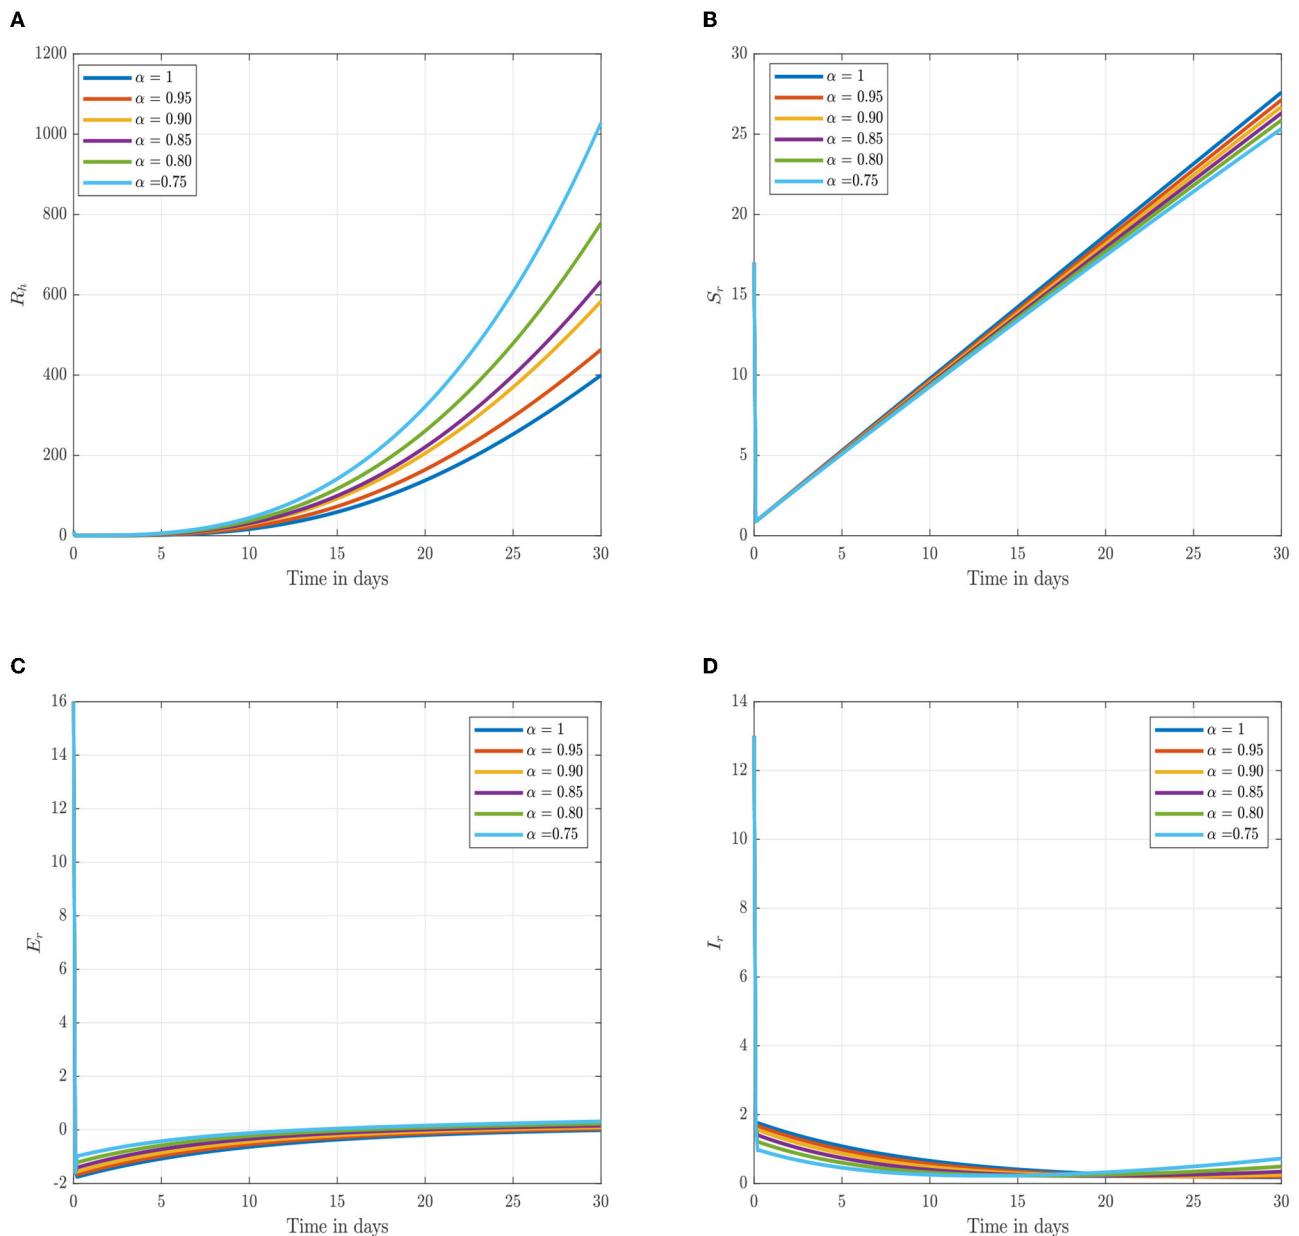 A
1200
1000
800
600
400
200
0
R_h
α = 1
α = 0.95
α = 0.90
α = 0.85
α = 0.80
α =0.75
0 5 10 15 20 25 30
Time in days
B
30
25
20
15
10
5
0
S_r
α = 1
α = 0.95
α = 0.90
α = 0.85
α = 0.80
α =0.75
0 5 10 15 20 25 30
Time in days
C
16
14
12
10
8
6
4
2
0
-2
E_r
α = 1
α = 0.95
α = 0.90
α = 0.85
α = 0.80
α =0.75
0 5 10 15 20 25 30
Time in days
D
14
12
10
8
6
4
2
0
I_r
α = 1
α = 0.95
α = 0.90
α = 0.85
α = 0.80
α =0.75
0 5 10 15 20 25 30
Time in days